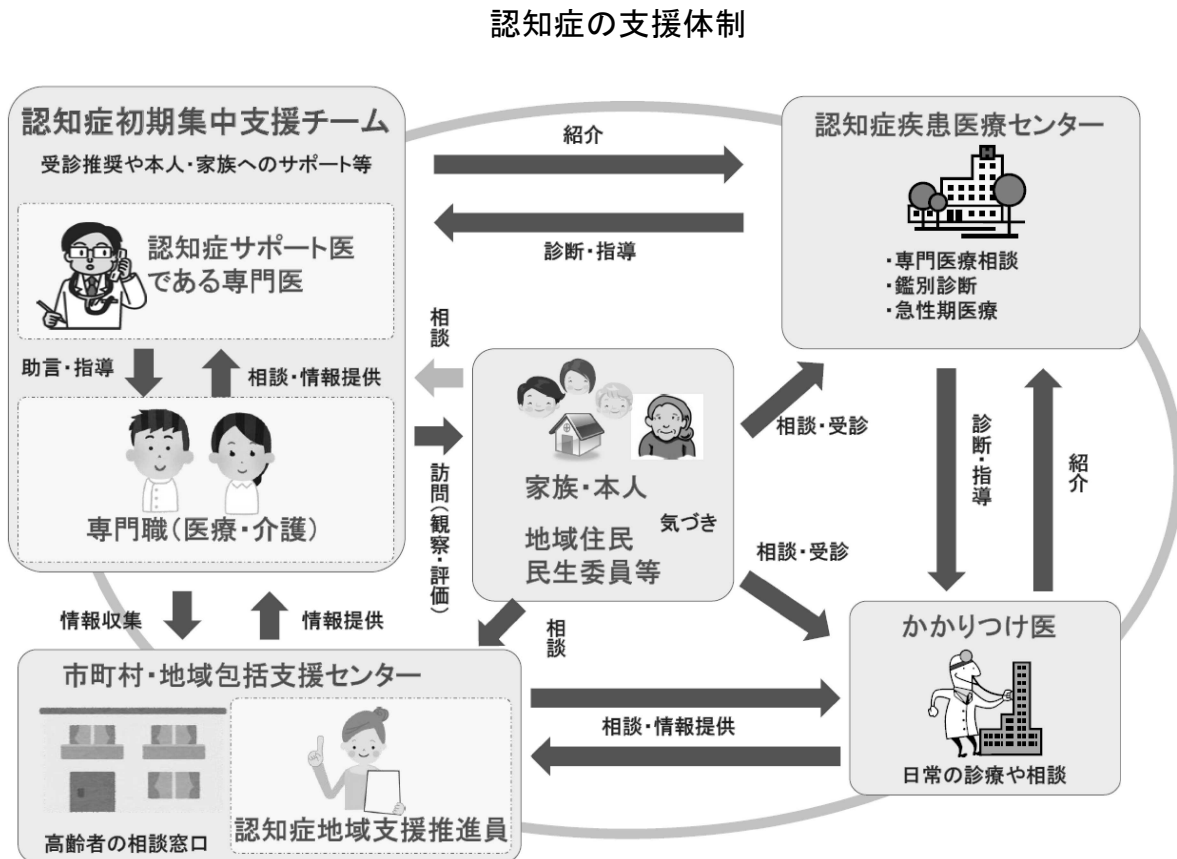 認知症の支援体制
認知症初期集中支援チーム
受診推奨や本人・家族へのサポート等
認知症サポート医
である専門医
助言・指導
相談・情報提供
専門職(医療・介護)
紹介
診断・指導
認知症疾患医療センター
H
・専門医療相談
・鑑別診断
・急性期医療
相談
訪問(観察・評価)
家族・本人
気づき
地域住民
民生委員等
相談・受診
相談・受診
診断・指導
紹介
情報収集
情報提供
相談
市町村・地域包括支援センター
高齢者の相談窓口
認知症地域支援推進員
相談・情報提供
かかりつけ医
日常の診療や相談